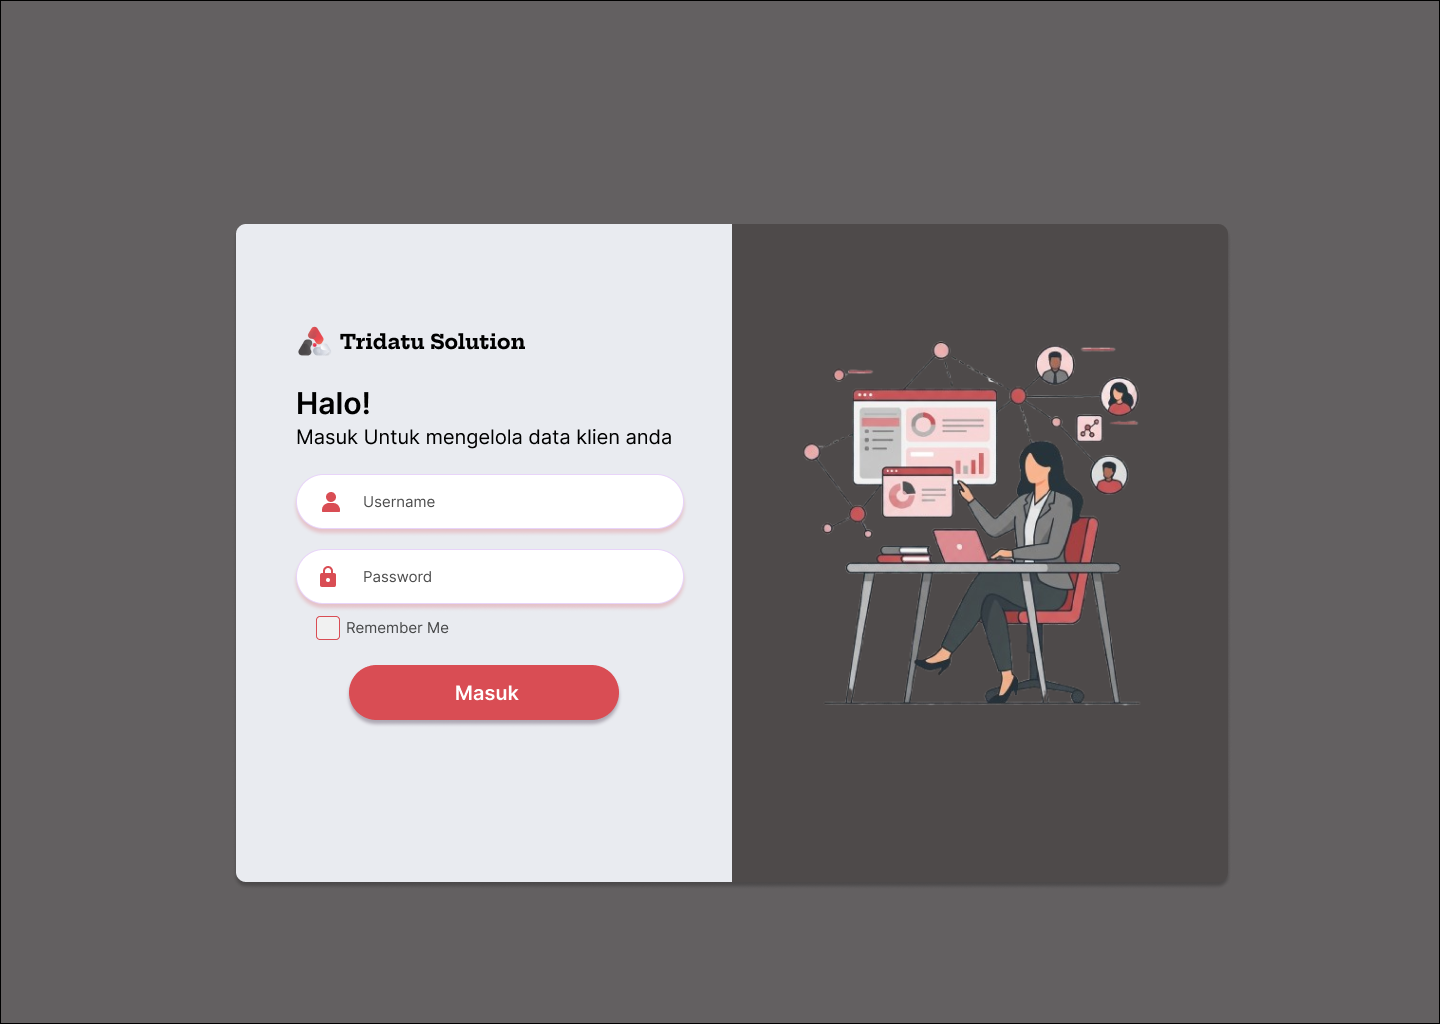 Tridatu Solution
Halo!
Masuk Untuk mengelola data klien anda
Username
Password
Remember Me
Masuk